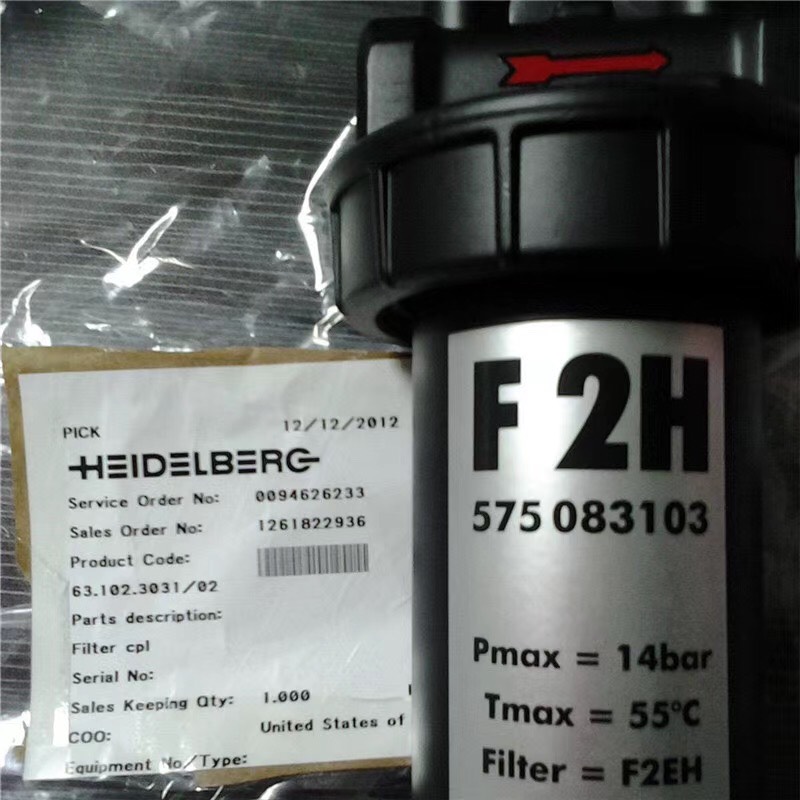 PICK 12/12/2012
HEIDELBERG
Service Order No: 0094626233
Sales Order No: 1261822936
Product Code:
63.102.3031/02
Parts description:
Filter cpl
Serial No:
Sales Keeping Qty: 1.000
COO: United States of
Equipment No/Type:
F 2H
575 083103
Pmax = 14bar
Tmax = 55°C
Filter = F2EH